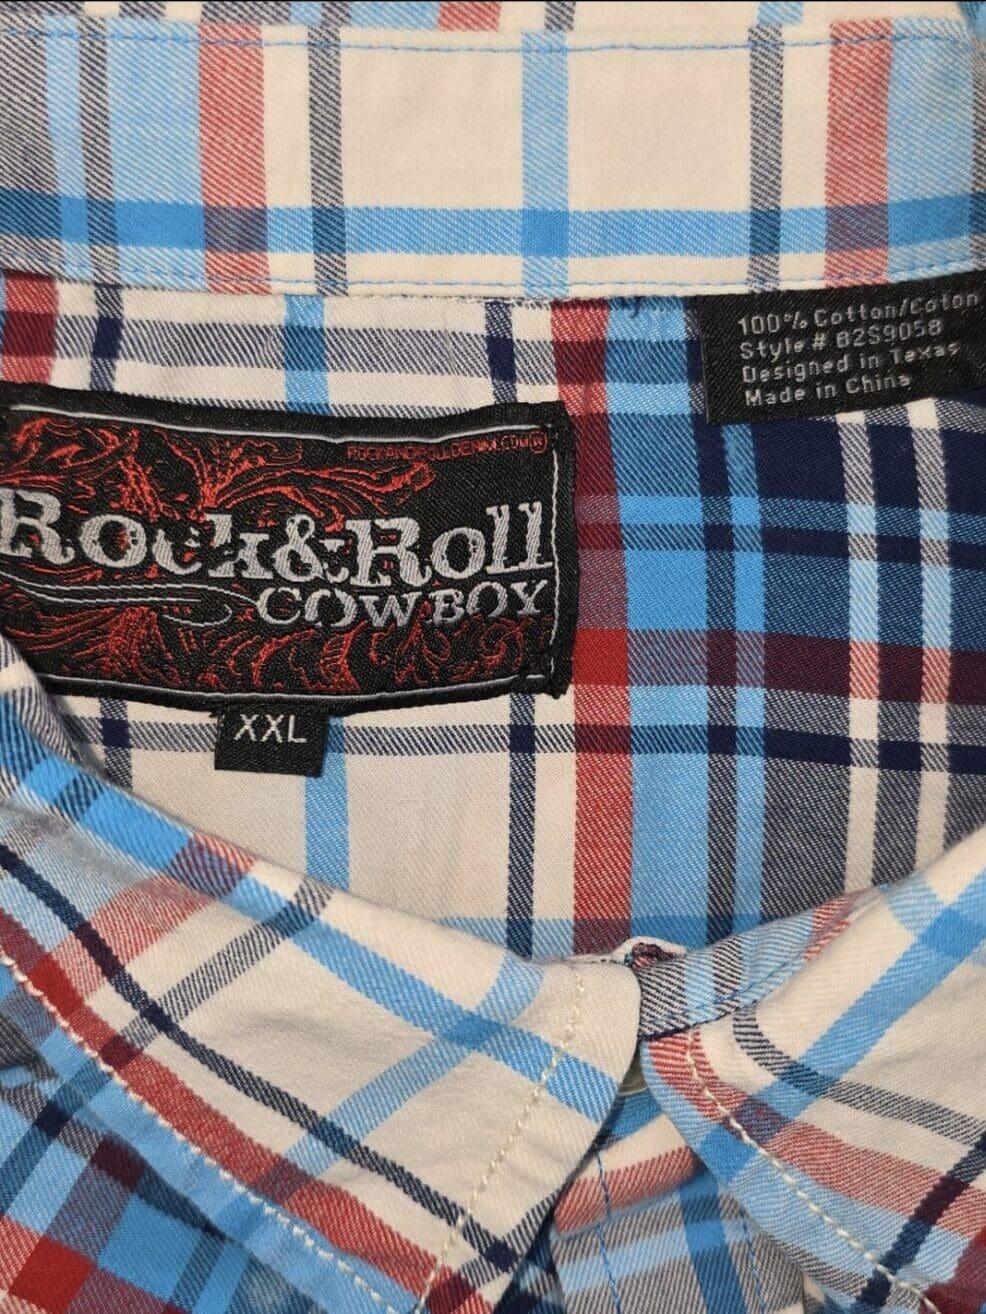 100% Cotton/Coton
Style # B2S9058
Designed in Texas
Made in China
ROCKANDROLLDENIM.COM®
Rock&Roll
COWBOY
XXL